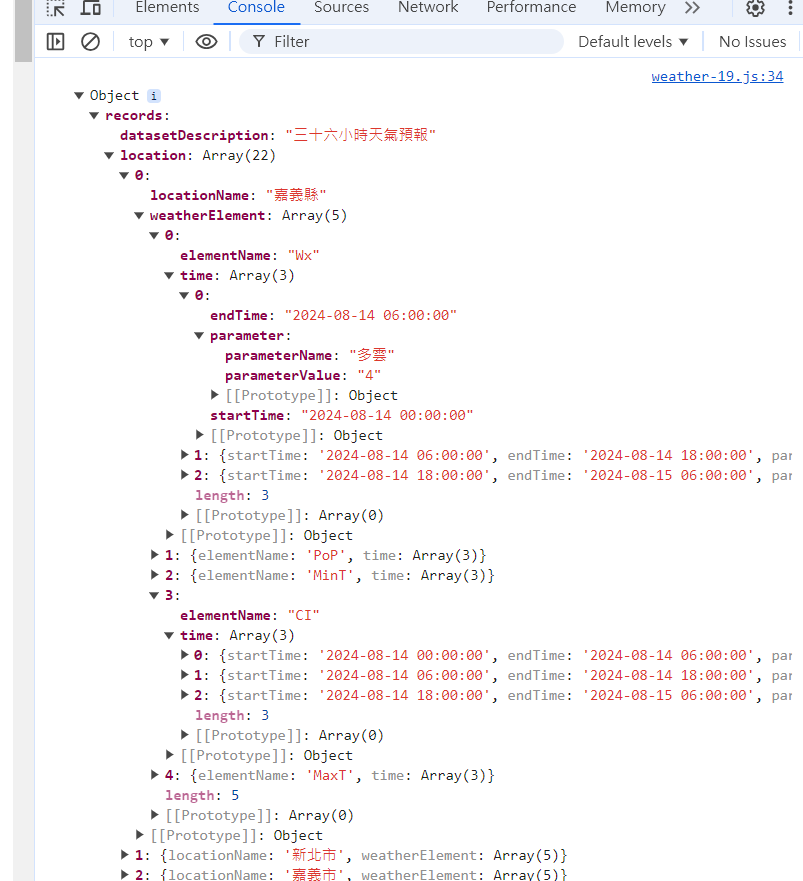 Elements Console Sources Network Performance Memory
top Filter Default levels No Issues
weather-19.js:34
Object i
records:
datasetDescription: "三十六小時天氣預報"
location: Array(22)
0:
locationName: "嘉義縣"
weatherElement: Array(5)
0:
elementName: "Wx"
time: Array(3)
0:
endTime: "2024-08-14 06:00:00"
parameter:
parameterName: "多雲"
parameterValue: "4"
[[Prototype]]: Object
startTime: "2024-08-14 00:00:00"
[[Prototype]]: Object
1: {startTime: '2024-08-14 06:00:00', endTime: '2024-08-14 18:00:00', par
2: {startTime: '2024-08-14 18:00:00', endTime: '2024-08-15 06:00:00', par
length: 3
[[Prototype]]: Array(0)
[[Prototype]]: Object
1: {elementName: 'PoP', time: Array(3)}
2: {elementName: 'MinT', time: Array(3)}
3:
elementName: "CI"
time: Array(3)
0: {startTime: '2024-08-14 00:00:00', endTime: '2024-08-14 06:00:00', par
1: {startTime: '2024-08-14 06:00:00', endTime: '2024-08-14 18:00:00', par
2: {startTime: '2024-08-14 18:00:00', endTime: '2024-08-15 06:00:00', par
length: 3
[[Prototype]]: Array(0)
[[Prototype]]: Object
4: {elementName: 'MaxT', time: Array(3)}
length: 5
[[Prototype]]: Array(0)
[[Prototype]]: Object
1: {locationName: '新北市', weatherElement: Array(5)}
2: {locationName: '嘉義市', weatherElement: Array(5)}